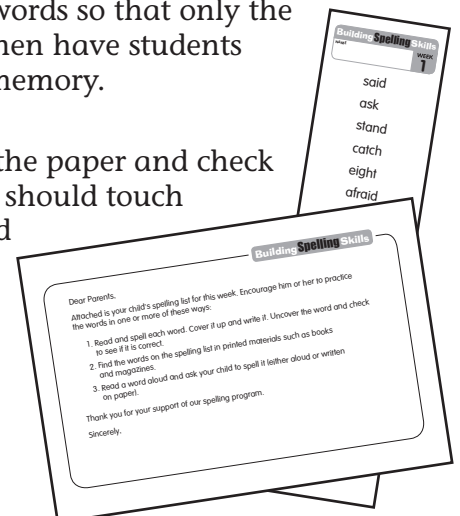 words so that only the
hen have students
memory.
the paper and check
should touch
d
Building Spelling Skills
NAME
WEEK
1
said
ask
stand
catch
eight
afraid
Building Spelling Skills
Dear Parents,
Attached is your child's spelling list for this week. Encourage him or her to practice
the words in one or more of these ways:
1. Read and spell each word. Cover it up and write it. Uncover the word and check
to see if it is correct.
2. Find the words on the spelling list in printed materials such as books
and magazines.
3. Read a word aloud and ask your child to spell it (either aloud or written
on paper).
Thank you for your support of our spelling program.
Sincerely,